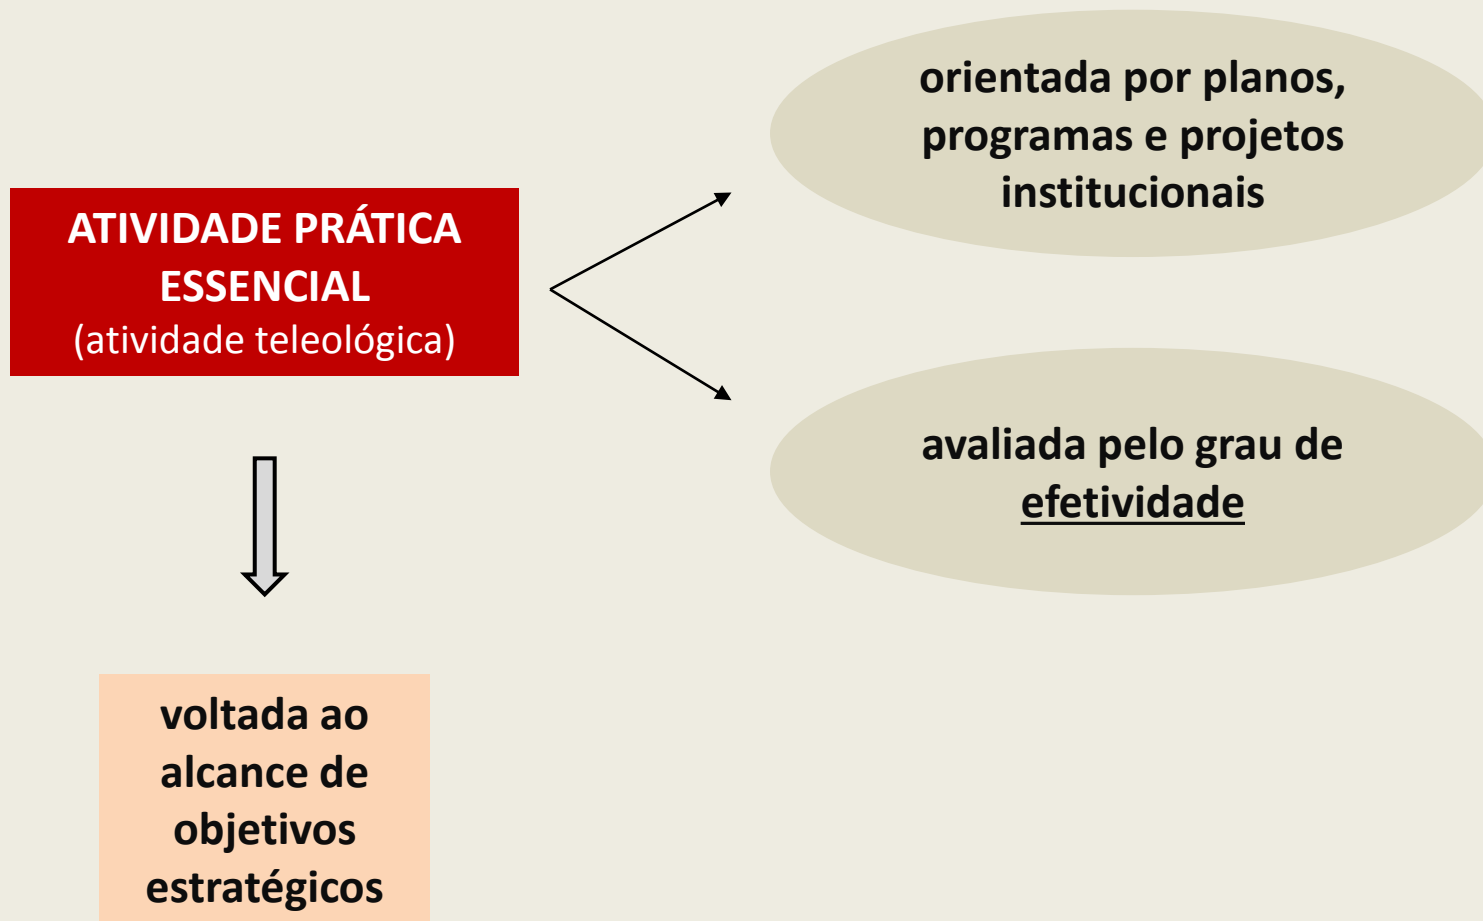 orientada por planos,
programas e projetos
institucionais
ATIVIDADE PRÁTICA
ESSENCIAL
(atividade teleológica)
avaliada pelo grau de
efetividade
voltada ao
alcance de
objetivos
estratégicos